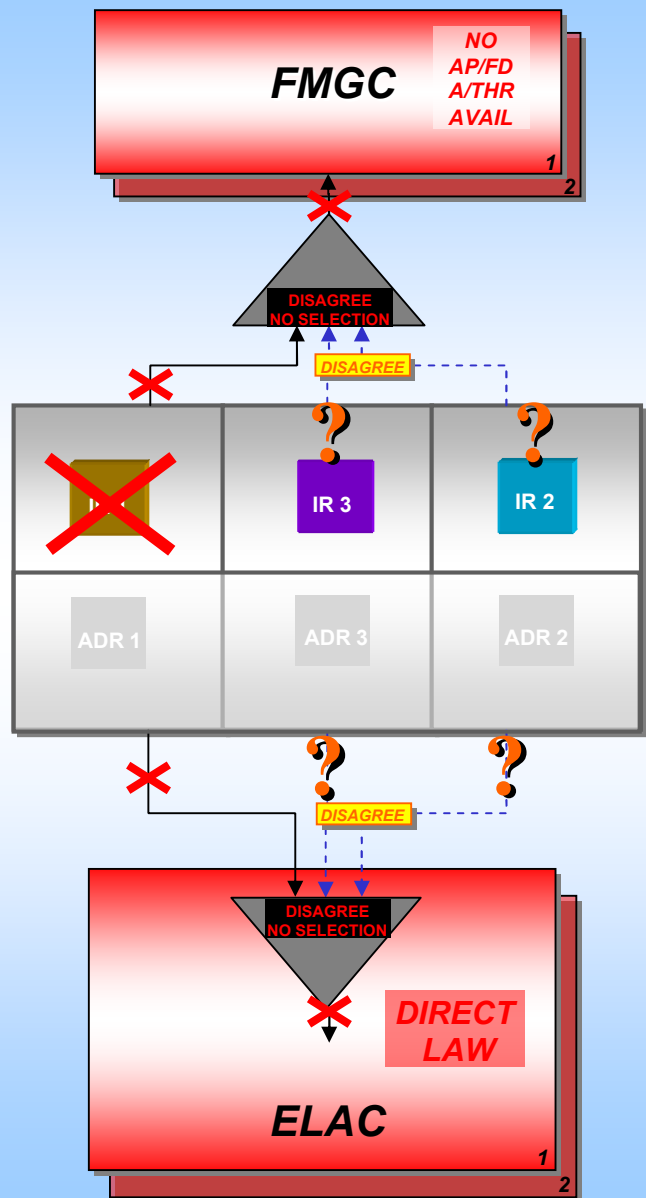 FMGC
NO
AP/FD
A/THR
AVAIL
1
2
DISAGREE
NO SELECTION
DISAGREE
?
?
IR 3
IR 2
ADR 1
ADR 3
ADR 2
?
?
DISAGREE
DISAGREE
NO SELECTION
DIRECT
LAW
ELAC
1
2